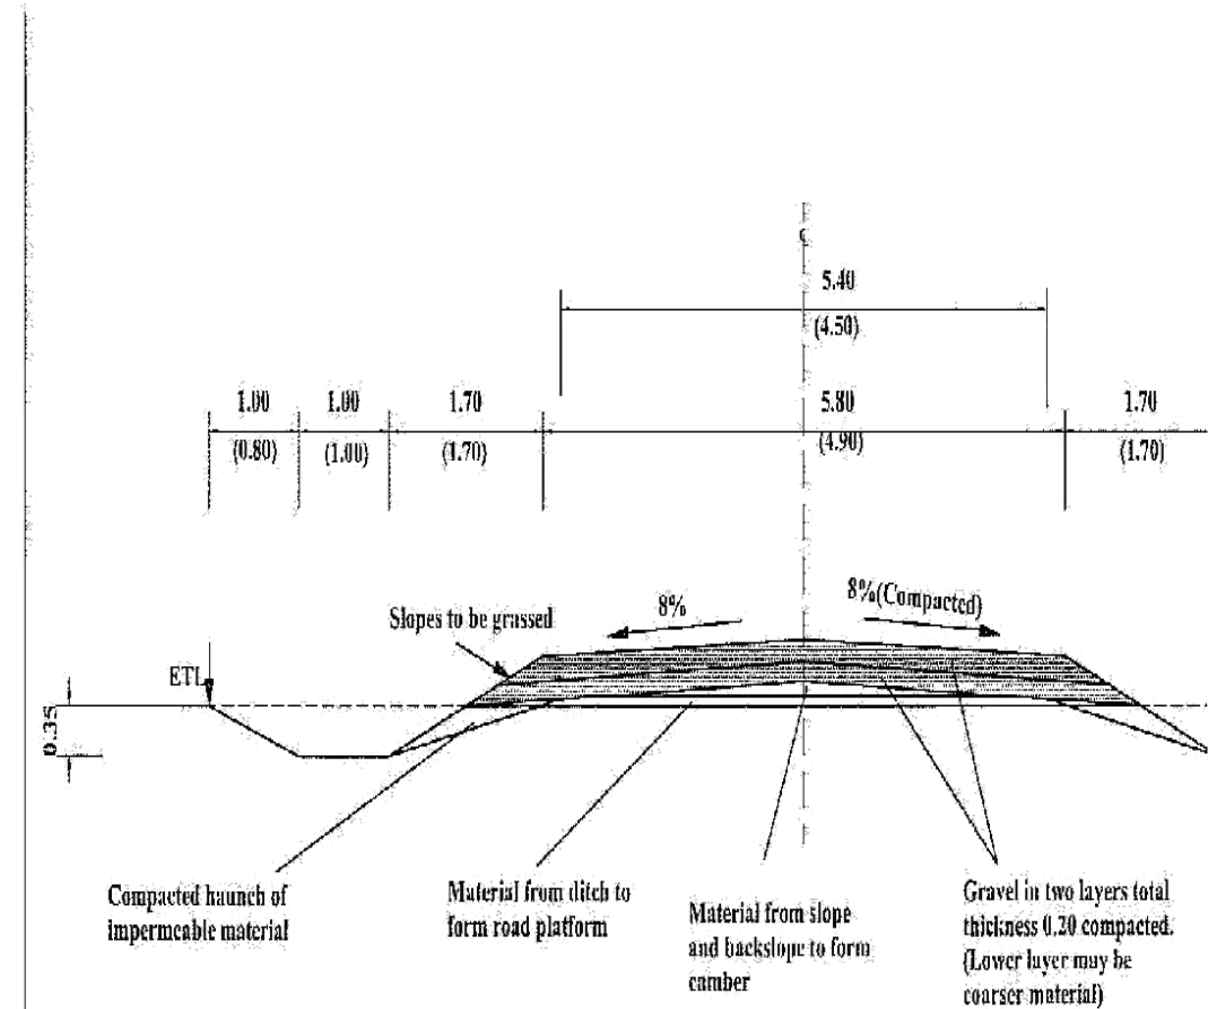 C
5.40
(4.50)
1.00 1.00 1.70 5.80 1.70
(0.80) (1.00) (1.70) (4.90) (1.70)
8% 8%(Compacted)
Slopes to be grassed
ETL
0.35
Compacted haunch of
impermeable material
Material from ditch to
form road platform
Material from slope
and backslope to form
camber
Gravel in two layers total
thickness 0.20 compacted.
(Lower layer may be
coarser material)